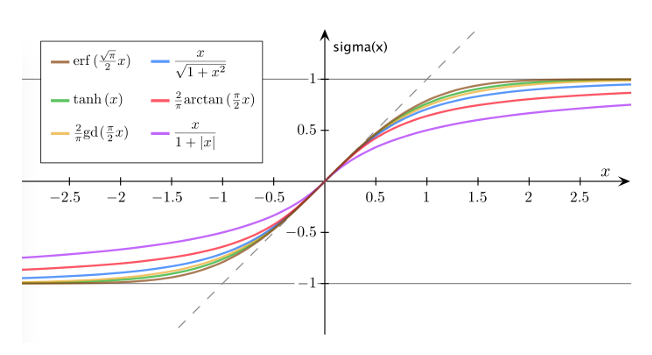 sigma(x)
erf (√π/2 x)
x/√1 + x²
tanh (x)
2/π arctan (π/2 x)
2/π gd (π/2 x)
x/1 + |x|
1
0.5
x
−2.5 −2 −1.5 −1 −0.5 0.5 1 1.5 2 2.5
−0.5
−1